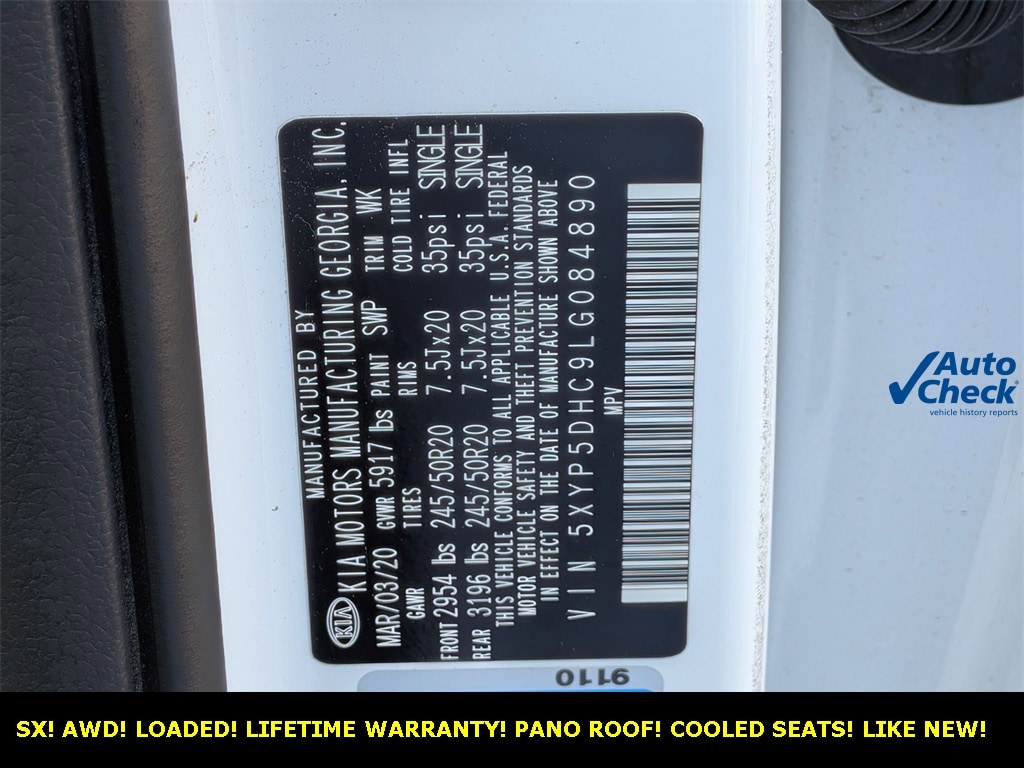 MANUFACTURED BY
KIA KIA MOTORS MANUFACTURING GEORGIA, INC.
MAR/03/20 GVWR 5917 lbs PAINT SWP TRIM WK
GAWR TIRES RIMS COLD TIRE INFL
FRONT 2954 lbs 245/50R20 7.5Jx20 35psi SINGLE
REAR 3196 lbs 245/50R20 7.5Jx20 35psi SINGLE
THIS VEHICLE CONFORMS TO ALL APPLICABLE U.S.A. FEDERAL
MOTOR VEHICLE SAFETY AND THEFT PREVENTION STANDARDS
IN EFFECT ON THE DATE OF MANUFACTURE SHOWN ABOVE
VIN 5XYP5DHC9LG084890
MPV
9110
Auto
Check
vehicle history reports
SX! AWD! LOADED! LIFETIME WARRANTY! PANO ROOF! COOLED SEATS! LIKE NEW!